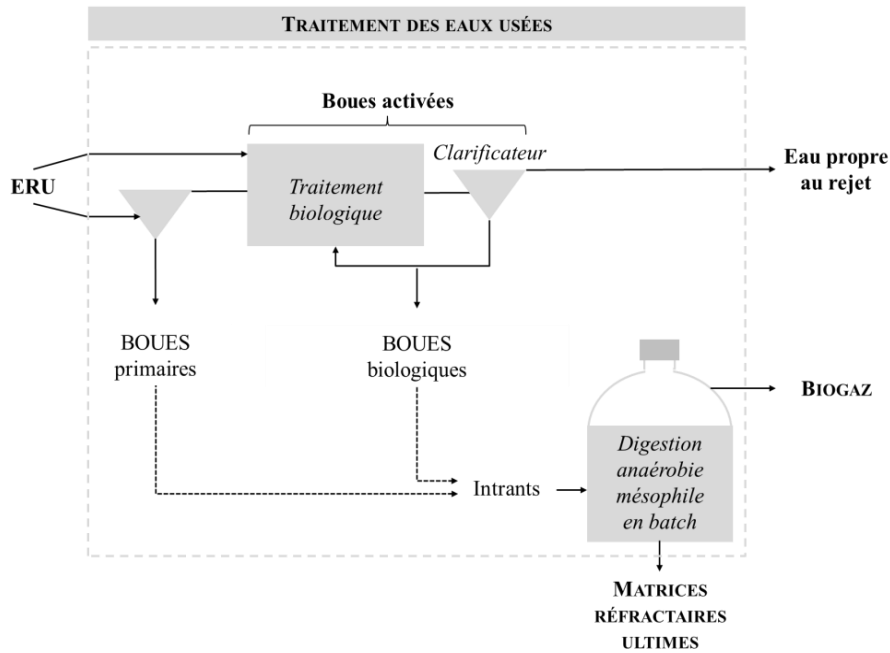 TRAITEMENT DES EAUX USÉES
Boues activées
Clarificateur
ERU
Traitement
biologique
Eau propre
au rejet
BOUES
primaires
BOUES
biologiques
BIOGAZ
Digestion
anaérobie
mésophile
en batch
Intrants
MATRICES
RÉFRACTAIRES
ULTIMES